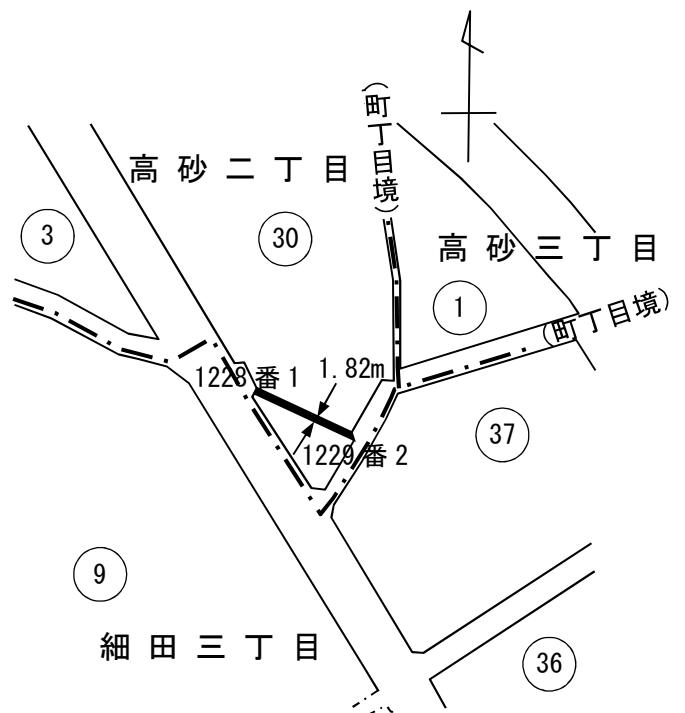 (町丁目境)
高砂二丁目
3
30
高砂三丁目
1
(町丁目境)
1228番1
1.82m
1229番2
37
9
細田三丁目
36